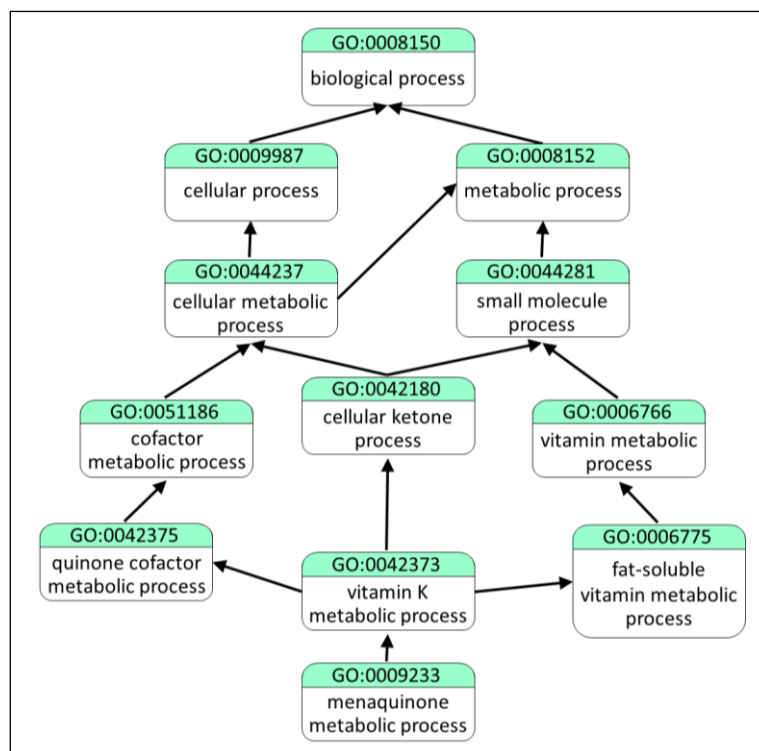 GO:0008150
biological process
GO:0009987
cellular process
GO:0008152
metabolic process
GO:0044237
cellular metabolic
process
GO:0044281
small molecule
process
GO:0051186
cofactor
metabolic process
GO:0042180
cellular ketone
process
GO:0006766
vitamin metabolic
process
GO:0042375
quinone cofactor
metabolic process
GO:0042373
vitamin K
metabolic process
GO:0006775
fat-soluble
vitamin metabolic
process
GO:0009233
menaquinone
metabolic process